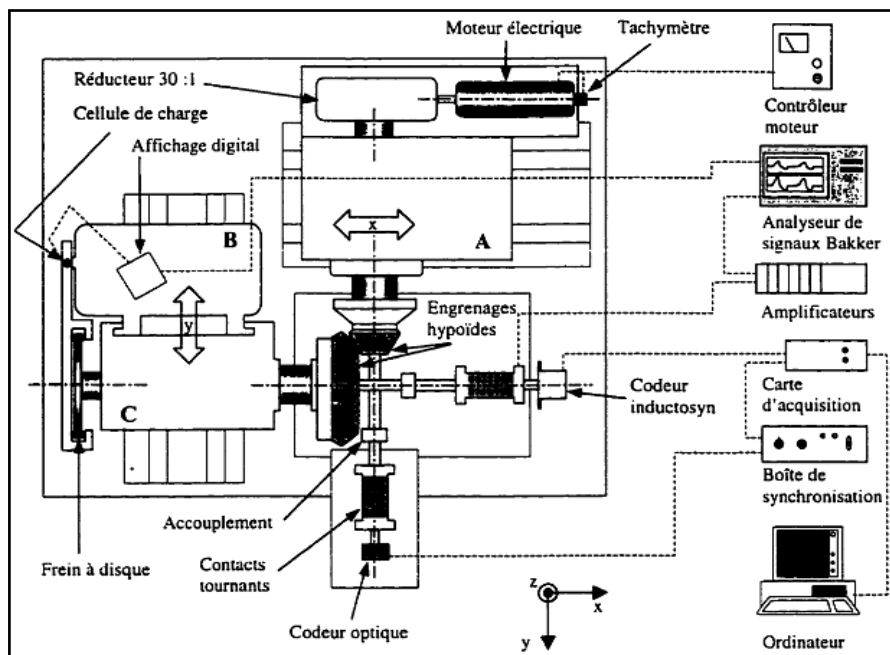 Moteur électrique
Tachymètre
Réducteur 30 :1
Cellule de charge
Affichage digital
Contrôleur
moteur
B
x
A
Analyseur de
signaux Bakker
Engrenages
hypoïdes
Amplificateurs
y
C
Codeur
inductosyn
Carte
d'acquisition
Accouplement
Boîte de
synchronisation
Frein à disque
Contacts
tournants
z
x
y
Codeur optique
Ordinateur